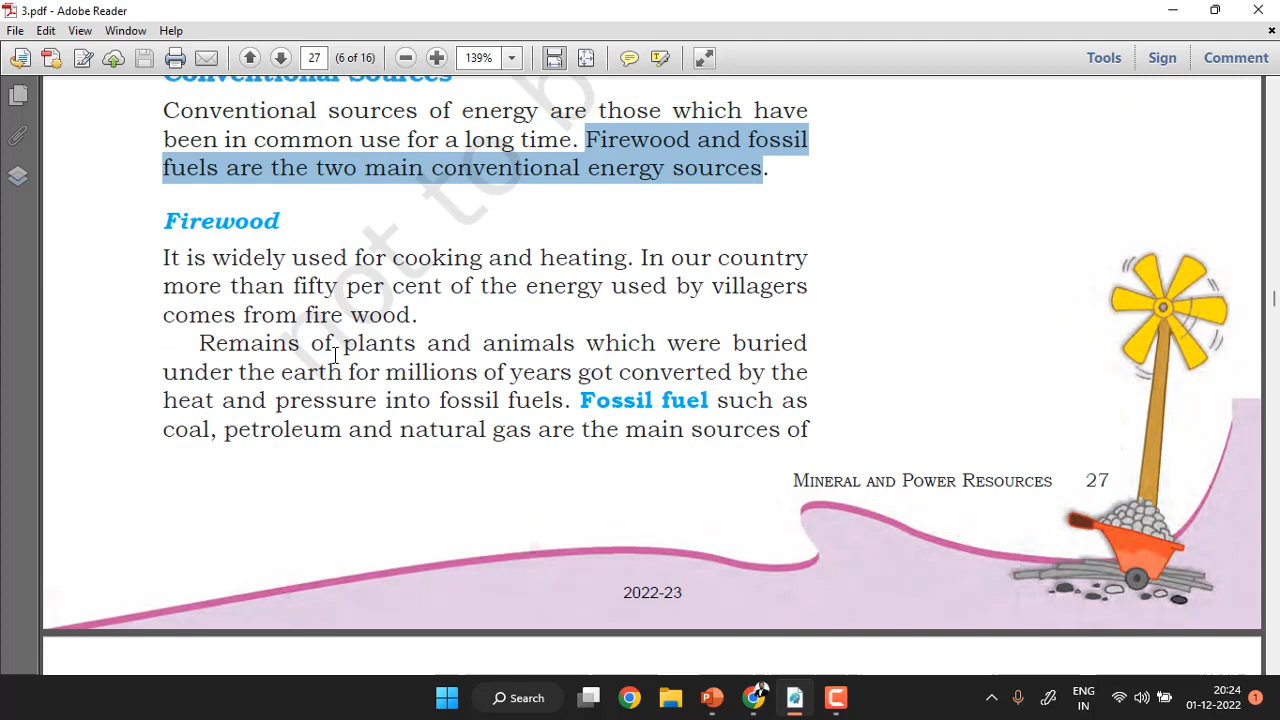 3.pdf - Adobe Reader
File Edit View Window Help
27 (6 of 16) 139% Tools Sign Comment
Conventional Sources
Conventional sources of energy are those which have
been in common use for a long time. Firewood and fossil
fuels are the two main conventional energy sources.
Firewood
It is widely used for cooking and heating. In our country
more than fifty per cent of the energy used by villagers
comes from fire wood.
Remains of plants and animals which were buried
under the earth for millions of years got converted by the
heat and pressure into fossil fuels. Fossil fuel such as
coal, petroleum and natural gas are the main sources of
MINERAL AND POWER RESOURCES 27
2022-23
not to b
Search
ENG
IN
20:24
01-12-2022
1